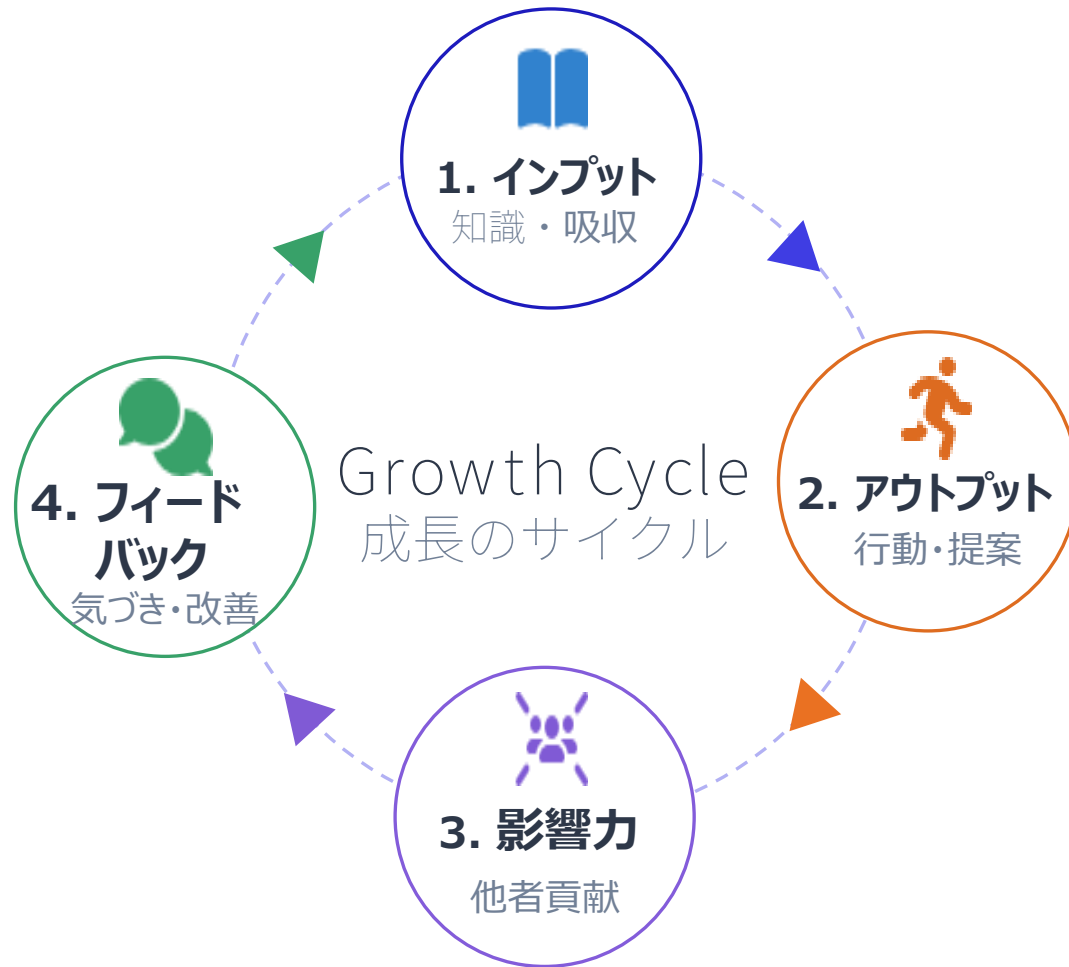 1. インプット
知識・吸収
2. アウトプット
行動・提案
3. 影響力
他者貢献
4. フィード
バック
気づき・改善
Growth Cycle
成長のサイクル